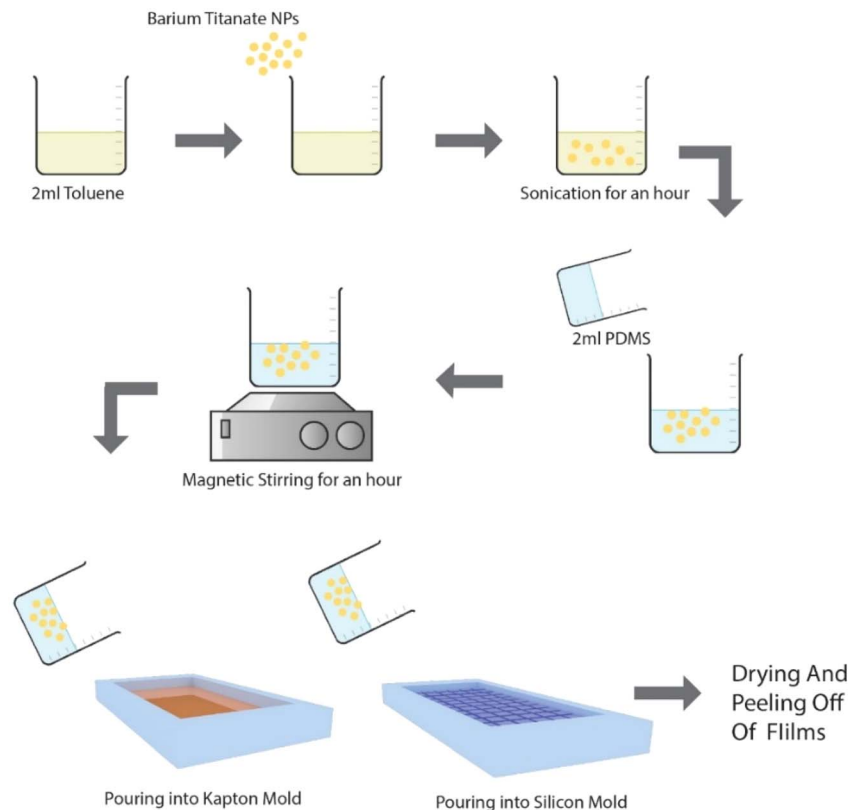 Barium Titanate NPs
2ml Toluene
Sonication for an hour
2ml PDMS
Magnetic Stirring for an hour
Drying And
Peeling Off
Of Flilms
Pouring into Kapton Mold
Pouring into Silicon Mold